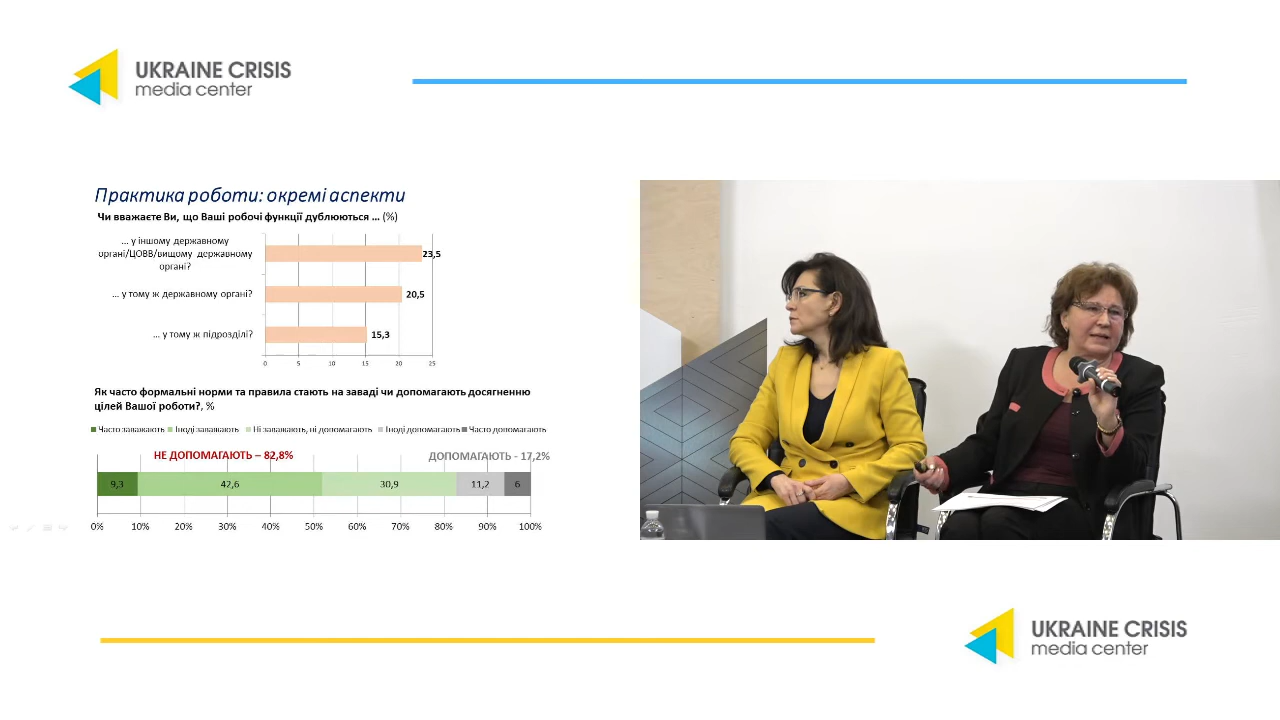 UKRAINE CRISIS
media center
Практика роботи: окремі аспекти
Чи вважаєте Ви, що Ваші робочі функції дублюються ... (%)
... у іншому державному
органі/ЦОВВ/вищому державному
органі?
23,5
... у тому ж державному органі?
20,5
... у тому ж підрозділі?
15,3
0 5 10 15 20 25
Як часто формальні норми та правила стають на заваді чи допомагають досягненню
цілей Вашої роботи?, %
Часто заважають Іноді заважають Ні заважають, ні допомагають Іноді допомагають Часто допомагають
НЕ ДОПОМАГАЮТЬ – 82,8% ДОПОМАГАЮТЬ - 17,2%
9,3 42,6 30,9 11,2 6
0% 10% 20% 30% 40% 50% 60% 70% 80% 90% 100%
UKRAINE CRISIS
media center